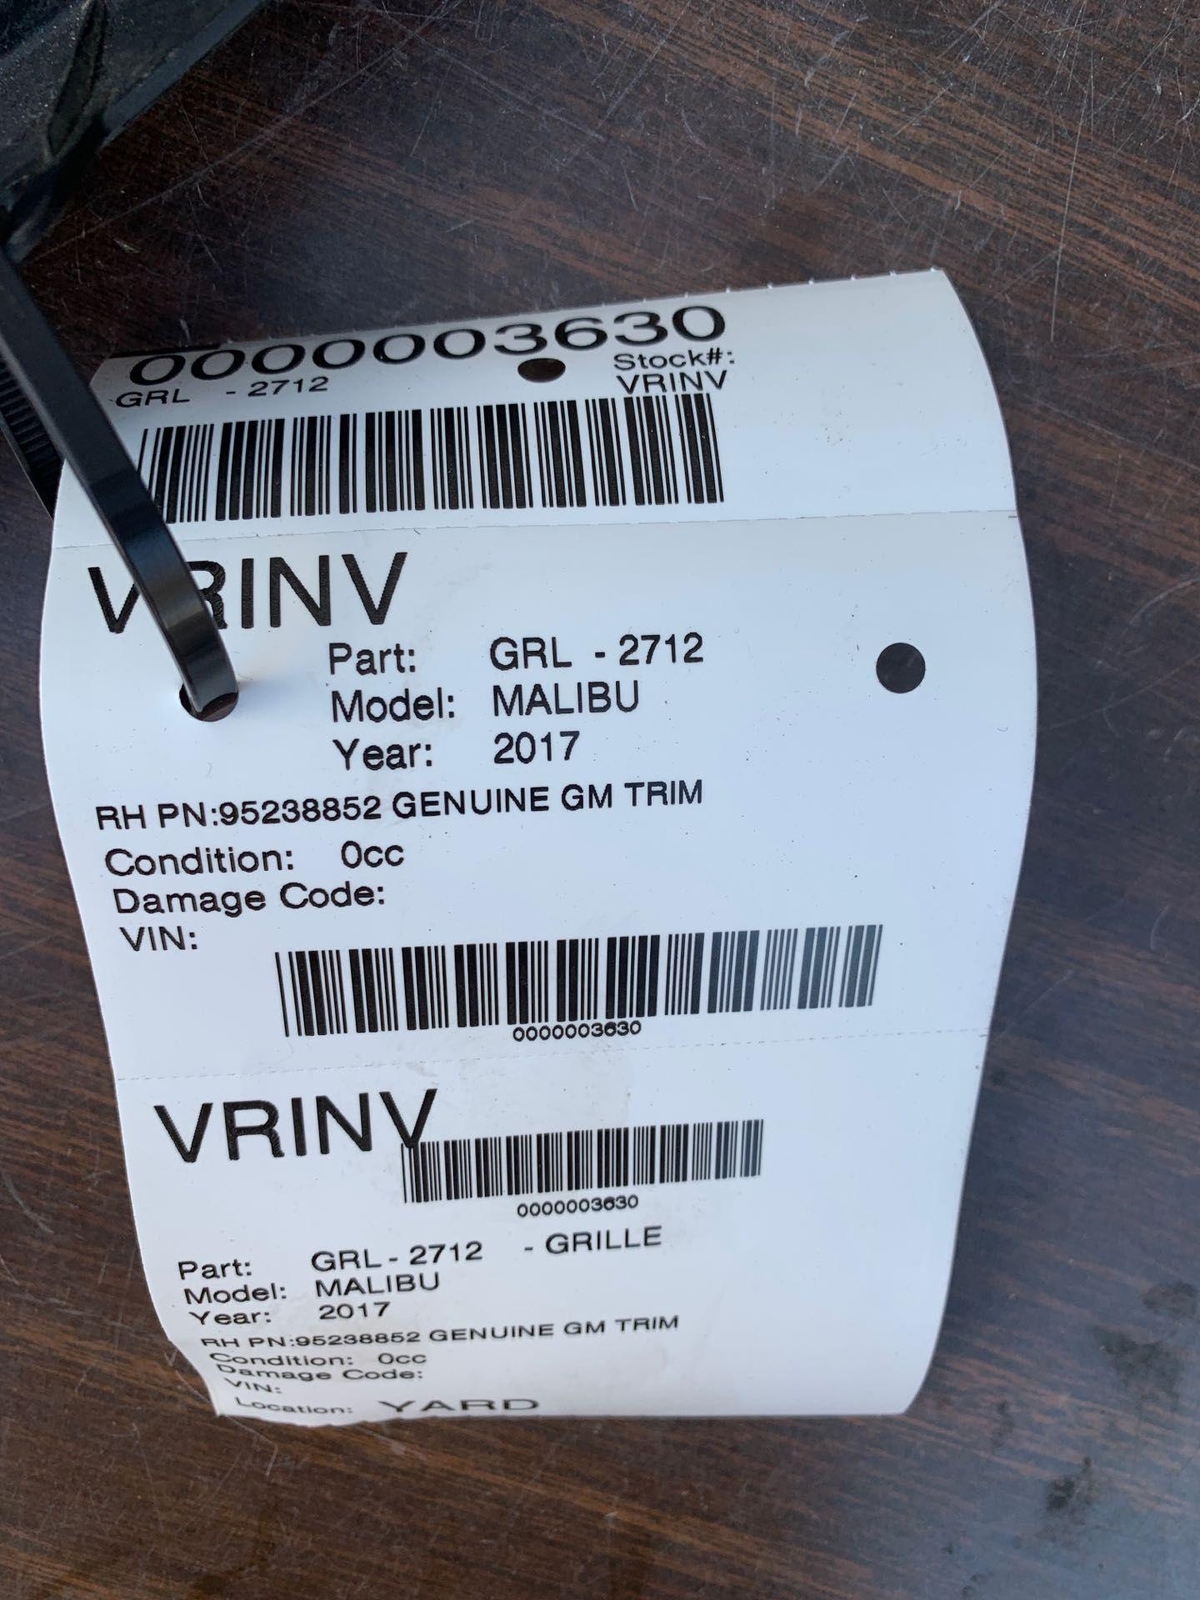 0000003630
GRL - 2712
Stock#:
VRINV
VRINV
Part: GRL - 2712
Model: MALIBU
Year: 2017
RH PN:95238852 GENUINE GM TRIM
Condition: 0cc
Damage Code:
VIN:
0000003630
VRINV
0000003630
Part: GRL - 2712 - GRILLE
Model: MALIBU
Year: 2017
RH PN:95238852 GENUINE GM TRIM
Condition: 0cc
Damage Code:
VIN:
Location: YARD